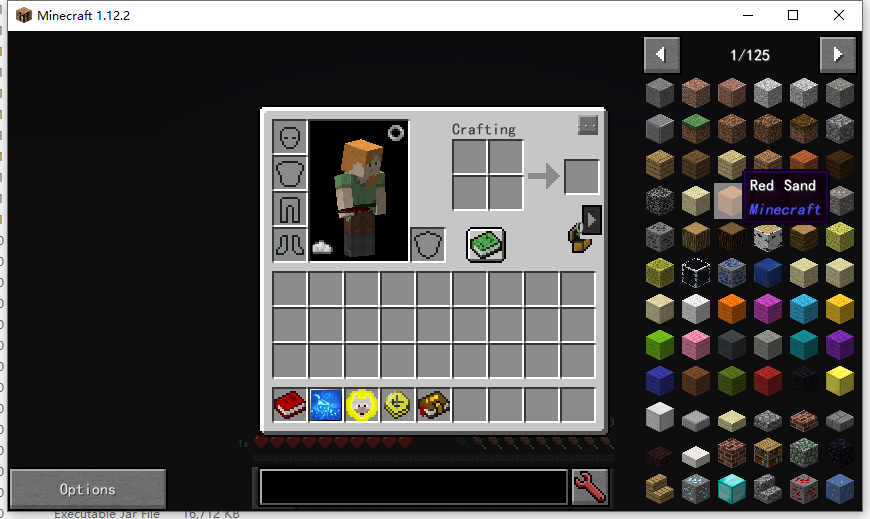 Minecraft 1.12.2
1/125
Crafting
Red Sand
Minecraft
1x
Options
Executable Jar File 16,712 KB